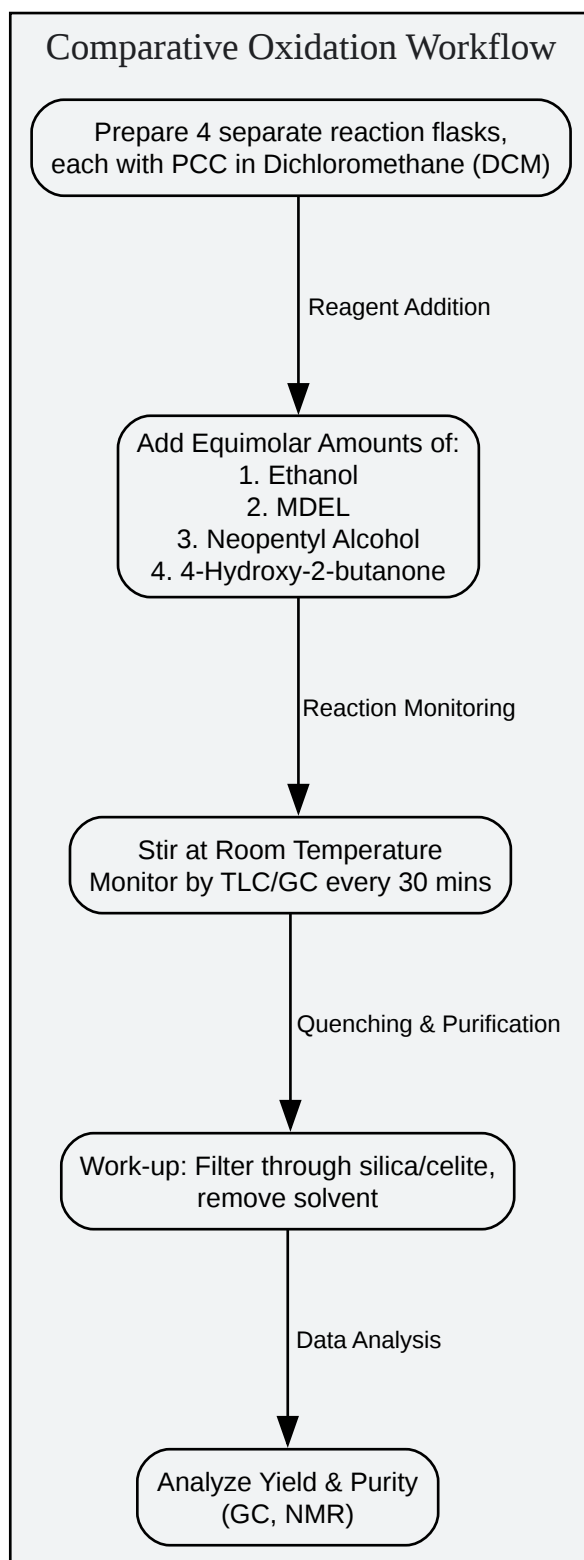 Comparative Oxidation Workflow
Prepare 4 separate reaction flasks,
each with PCC in Dichloromethane (DCM)
Reagent Addition
Add Equimolar Amounts of:
1. Ethanol
2. MDEL
3. Neopentyl Alcohol
4. 4-Hydroxy-2-butanone
Reaction Monitoring
Stir at Room Temperature
Monitor by TLC/GC every 30 mins
Quenching & Purification
Work-up: Filter through silica/celite,
remove solvent
Data Analysis
Analyze Yield & Purity
(GC, NMR)